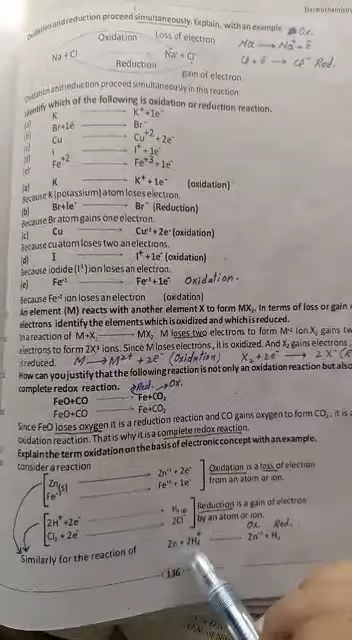 Electrochemistry
Oxidation and reduction proceed simultaneously. Explain, with an example
Ox.
Oxidation Loss of electron
Na ⟶ Na⁺ + ē
Na + Cl Na⁺ Cl⁻
Cl + ē ⟶ Cl⁻ Red.
Reduction
gain of electron
Oxidation and reduction proceed simultaneously in this reaction
Identify which of the following is oxidation or reduction reaction.
(a) K ⟶ K⁺+1e⁻
(b) Br+1ē ⟶ Br⁻
(c) Cu ⟶ Cu⁺²+2e⁻
(d) I ⟶ I⁺+1e⁻
(e) Fe⁺² ⟶ Fe⁺³+1e⁻
(a) K ⟶ K⁺+1e⁻ (oxidation)
Because K (potassium) atom loses electron.
(b) Br+le⁻ ⟶ Br⁻ (Reduction)
Because Br atom gains one electron.
(c) Cu ⟶ Cu⁺²+2e⁻ (oxidation)
Because cu atom loses two an electrons.
(d) I ⟶ I⁺+1e⁻ (oxidation)
Because iodide ion loses an electron.
(e) Fe⁺² ⟶ Fe⁺³+1e⁻ Oxidation.
Because Fe⁺² ion loses an electron (oxidation)
An element (M) reacts with another element X to form MX₂. In terms of loss or gain
electrons identify the elements which is oxidized and which is reduced.
In a reaction of M+X₂ ⟶ MX₂ M loses two electrons to form M⁺² ion X₂ gains tw
electrons to form 2X⁻ ions. Since M loses electrons, it is oxidized. And X₂ gains electrons
reduced. M ⟶ M²⁺ + 2e⁻ (Oxidation) X₂ + 2e⁻ ⟶ 2X⁻ (R
How can you justify that the following reaction is not only an oxidation reaction but also
complete redox reaction. Red. Ox.
FeO+CO ⟶ Fe+CO₂
FeO+CO ⟶ Fe+CO₂
Since FeO loses oxygen it is a reduction reaction and CO gains oxygen to form CO₂, it is a
oxidation reaction. That is why it is a complete redox reaction.
Explain the term oxidation on the basis of electronic concept with an example.
consider a reaction
Zn (s) ⟶ Zn⁺² + 2e⁻ Oxidation is a loss of electron
Fe⁺² ⟶ Fe⁺³ + 1e⁻ from an atom or ion.
2H⁺+2e⁻ ⟶ H₂ Reduction is a gain of electron
Cl₂ + 2e⁻ ⟶ 2Cl⁻ by an atom or ion.
Ox. Red.
Zn + 2H⁺ ⟶ Zn⁺² + H₂
Similarly for the reaction of
136